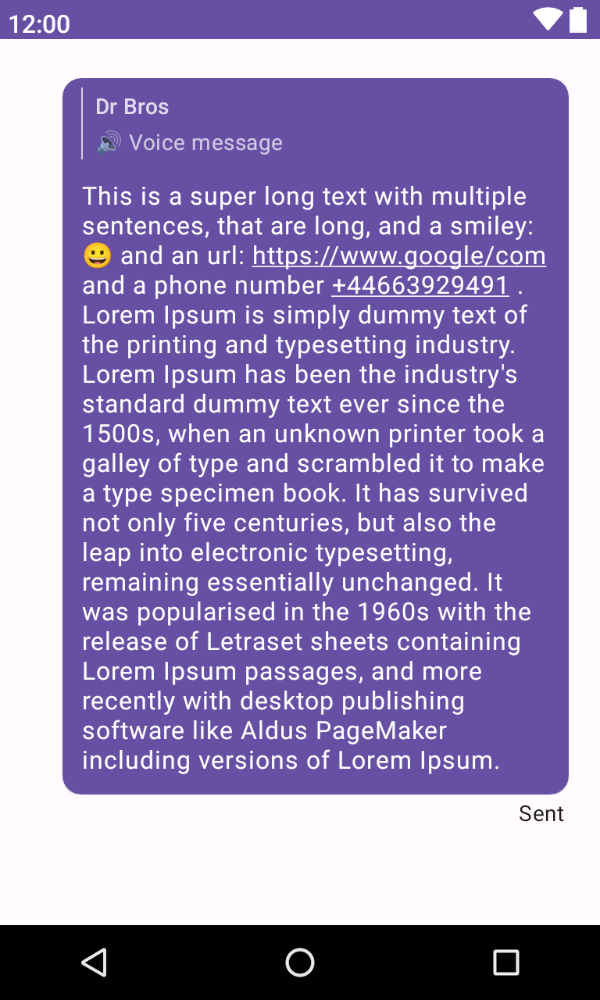 12:00
Dr Bros
🔊 Voice message
This is a super long text with multiple
sentences, that are long, and a smiley:
😀 and an url: https://www.google/com
and a phone number +44663929491 .
Lorem Ipsum is simply dummy text of
the printing and typesetting industry.
Lorem Ipsum has been the industry's
standard dummy text ever since the
1500s, when an unknown printer took a
galley of type and scrambled it to make
a type specimen book. It has survived
not only five centuries, but also the
leap into electronic typesetting,
remaining essentially unchanged. It
was popularised in the 1960s with the
release of Letraset sheets containing
Lorem Ipsum passages, and more
recently with desktop publishing
software like Aldus PageMaker
including versions of Lorem Ipsum.
Sent